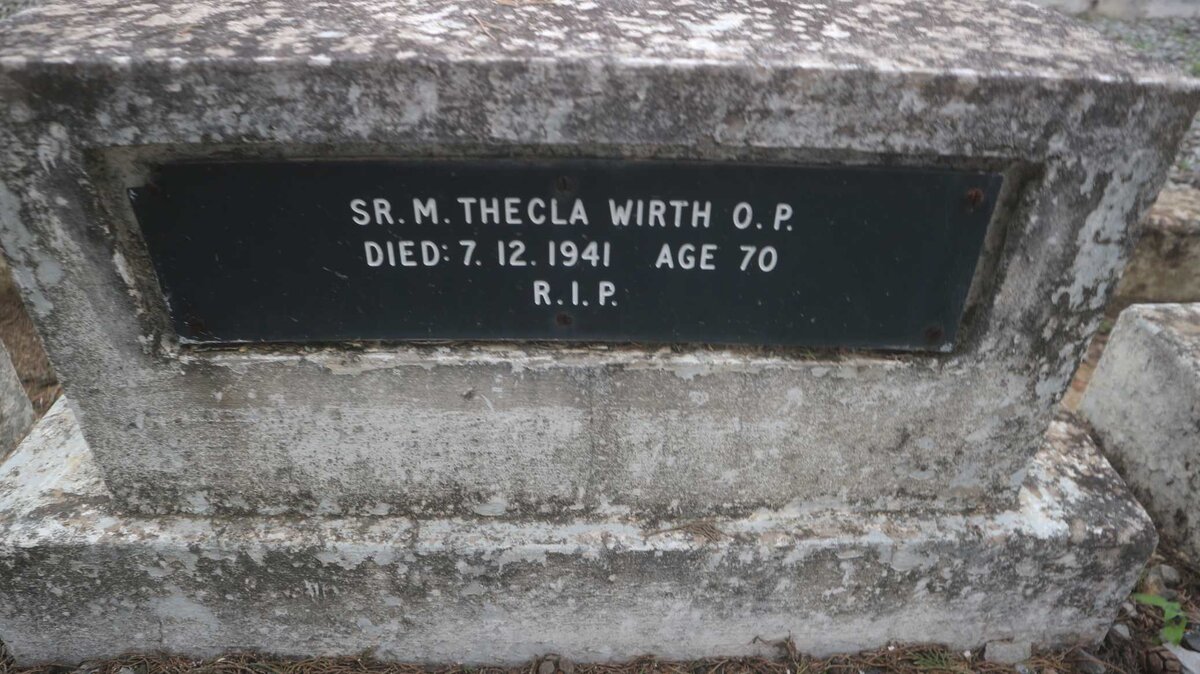 SR. M. THECLA WIRTH O.P.
DIED: 7. 12. 1941 AGE 70
R.I.P.